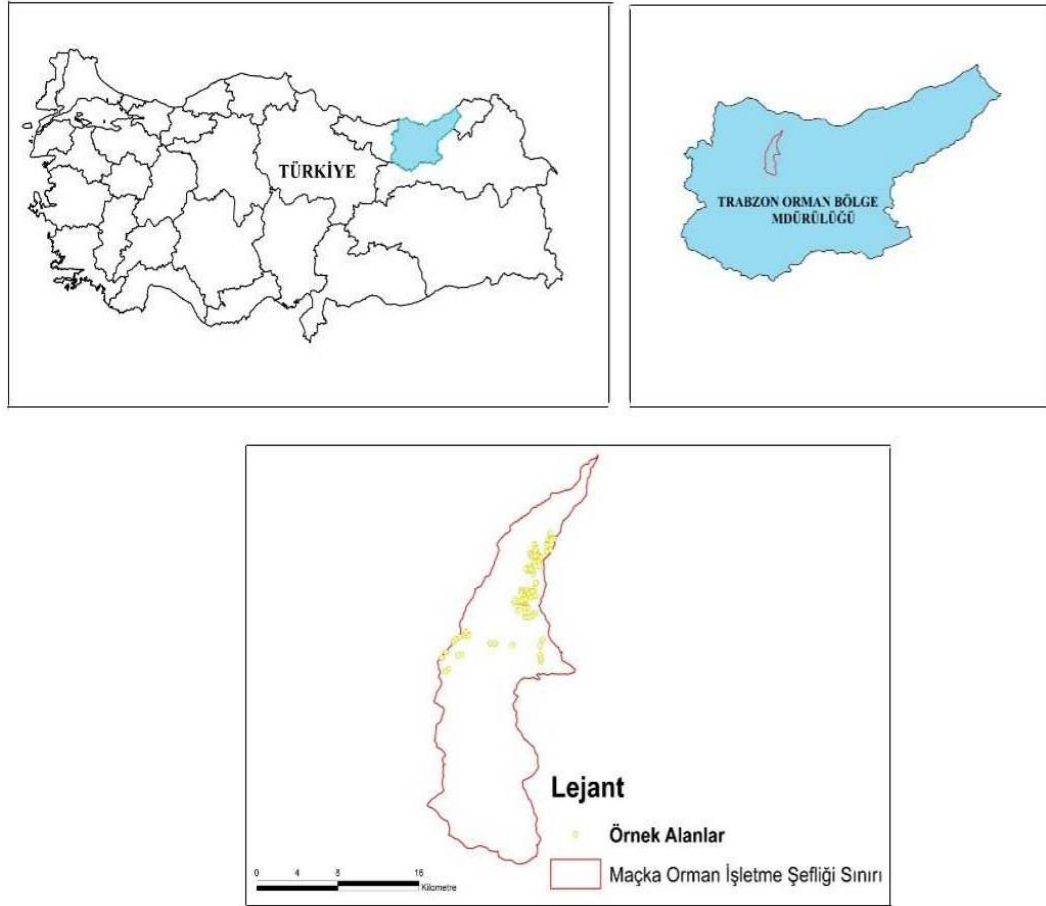 TÜRKİYE
TRABZON ORMAN BÖLGE
MDÜRÜLÜĞÜ
Lejant
Örnek Alanlar
Maçka Orman İşletme Şefliği Sınırı
0 4 8 16
Kilometre